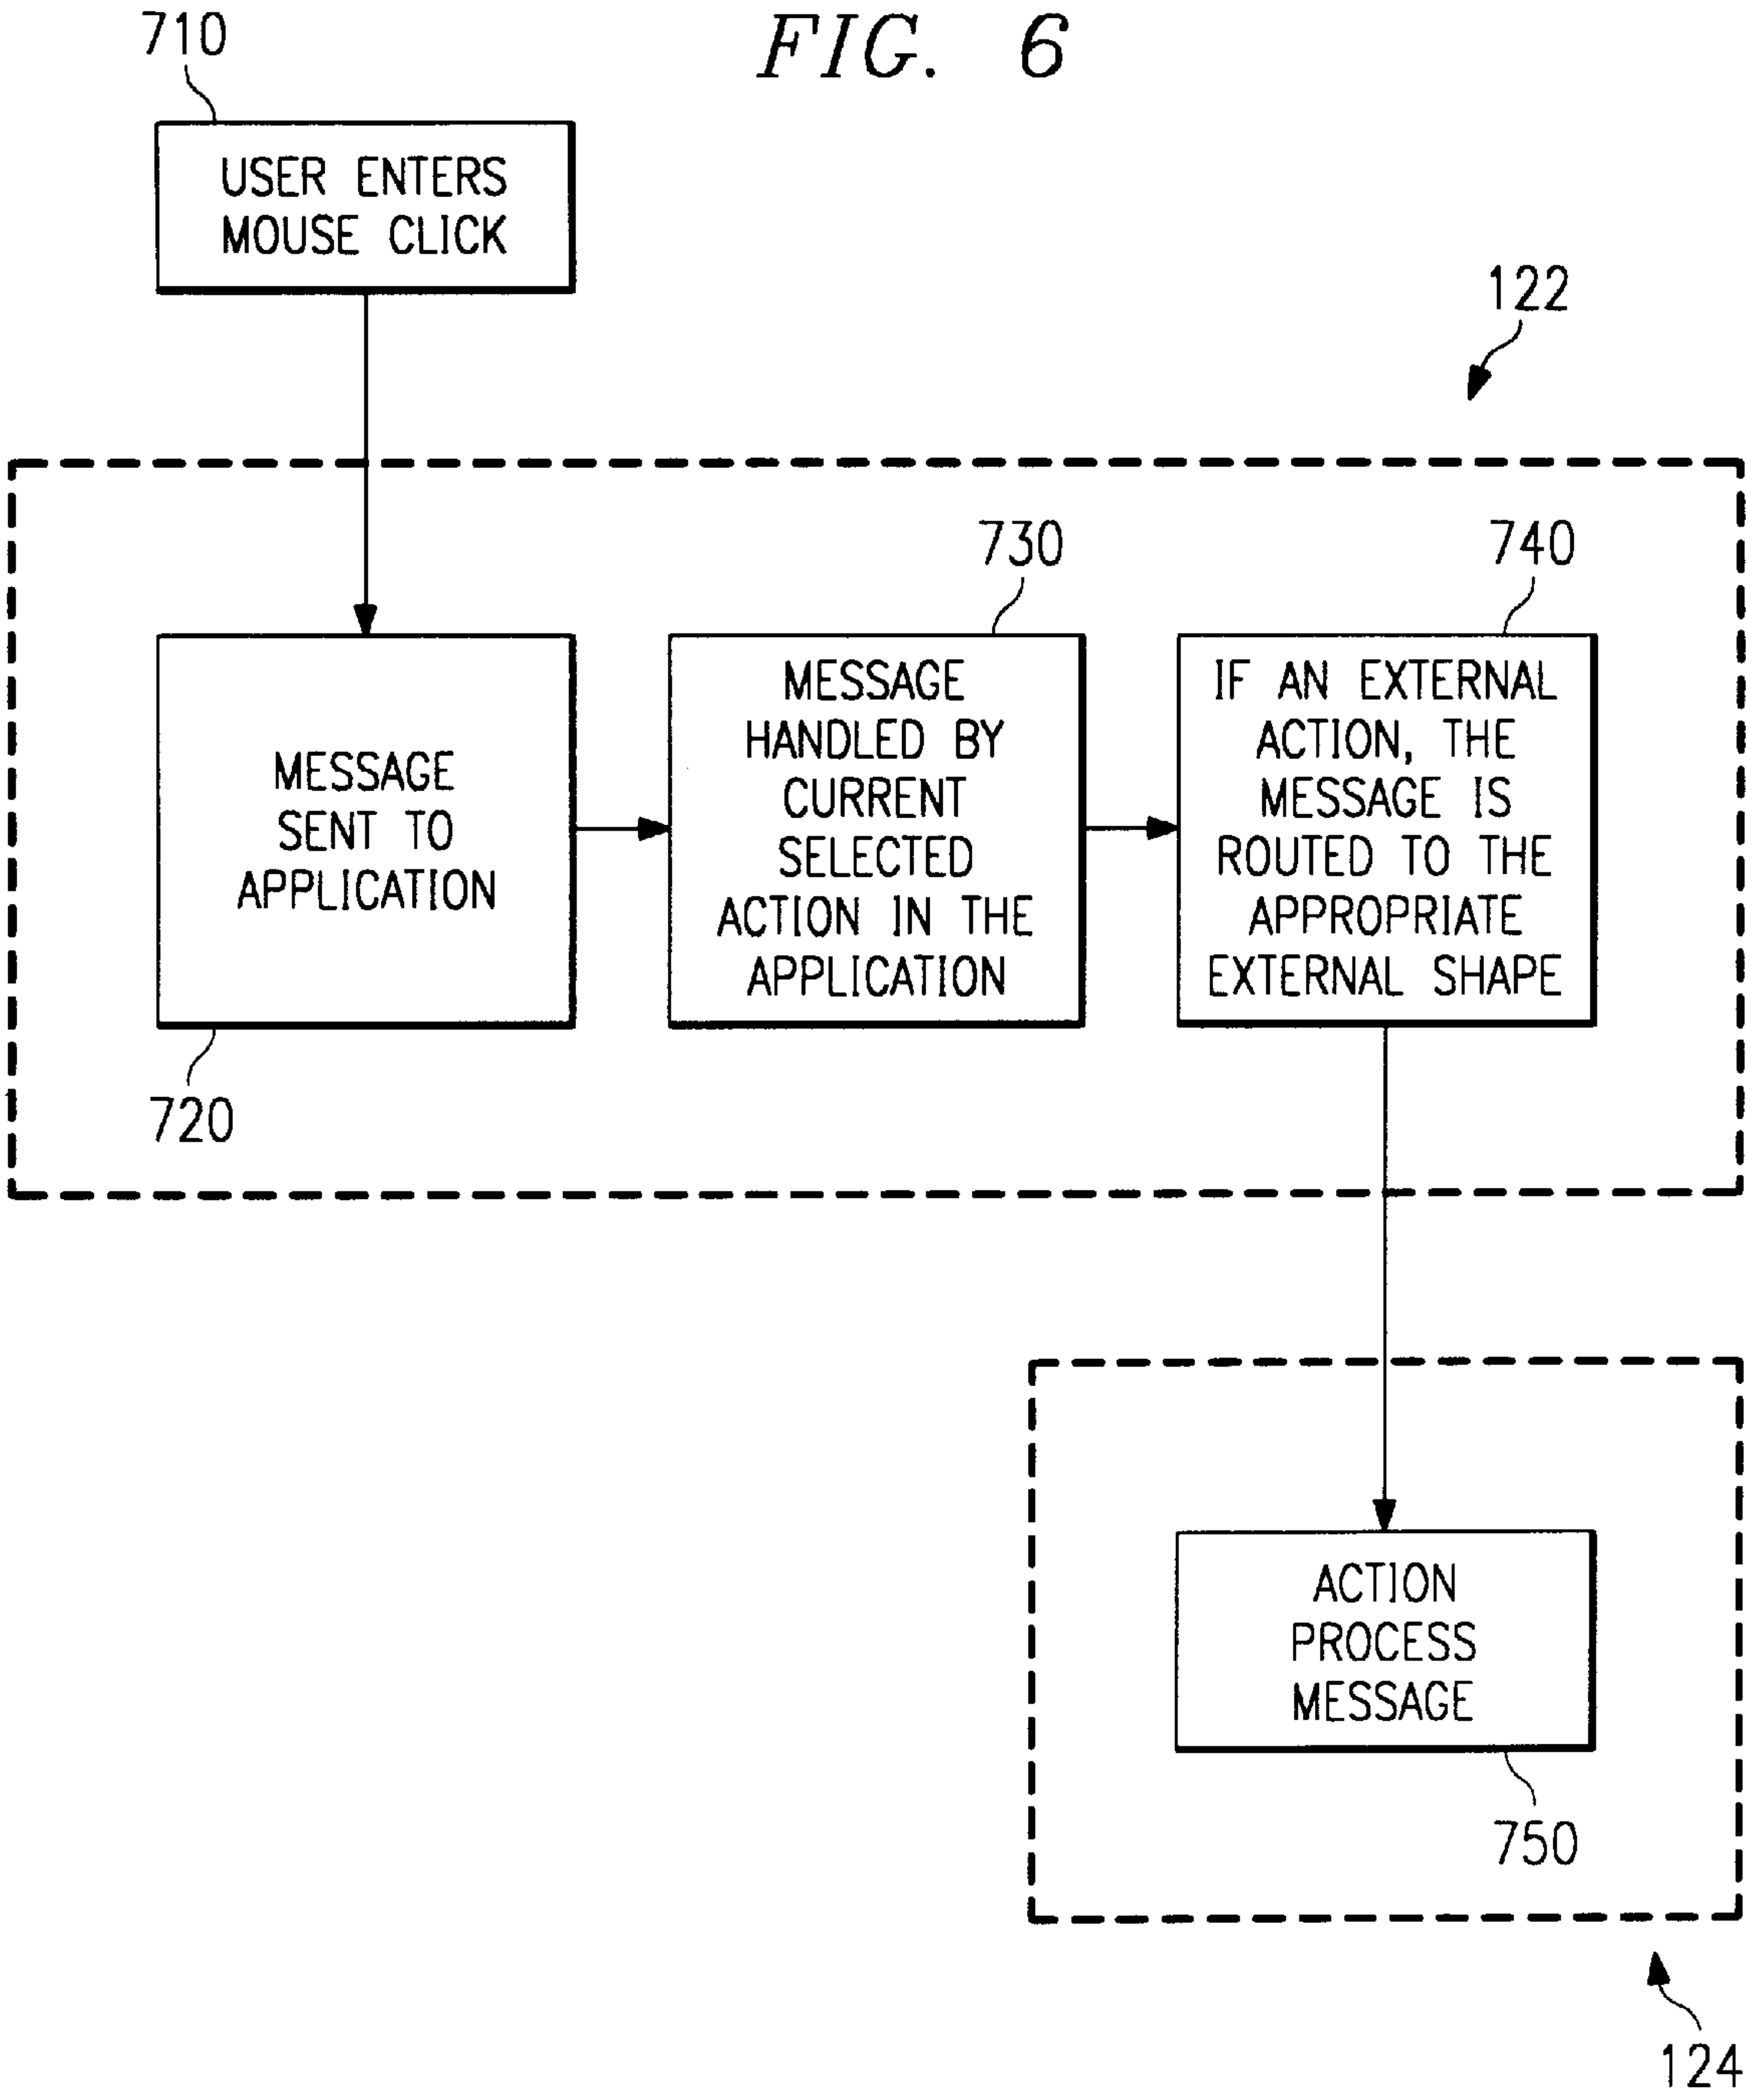 FIG. 6
710
USER ENTERS
MOUSE CLICK
122
730
740
MESSAGE
SENT TO
APPLICATION
720
MESSAGE
HANDLED BY
CURRENT
SELECTED
ACTION IN THE
APPLICATION
IF AN EXTERNAL
ACTION, THE
MESSAGE IS
ROUTED TO THE
APPROPRIATE
EXTERNAL SHAPE
ACTION
PROCESS
MESSAGE
750
124